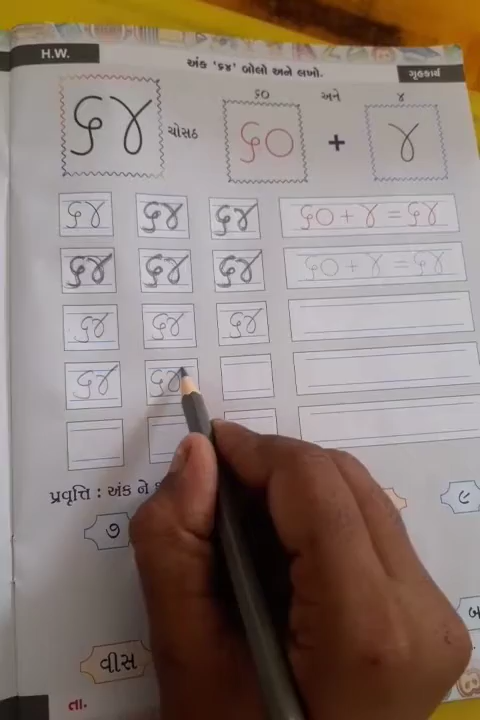 H.W.
અંક '૬૪' બોલો અને લખો.
ગૃહકાર્ય
૬૪ ચોસઠ
૬૦ અને ૪
૬૦ + ૪
૬૪ ૬૪ ૬૪ ૬૦ + ૪ = ૬૪
૬૪ ૬૪ ૬૪ ૬૦ + ૪ = ૬૪
૬૪ ૬૪ ૬૪
૬૪ ૬૪
પ્રવૃત્તિ : અંક ને
૭ ૯
વીસ
તા.